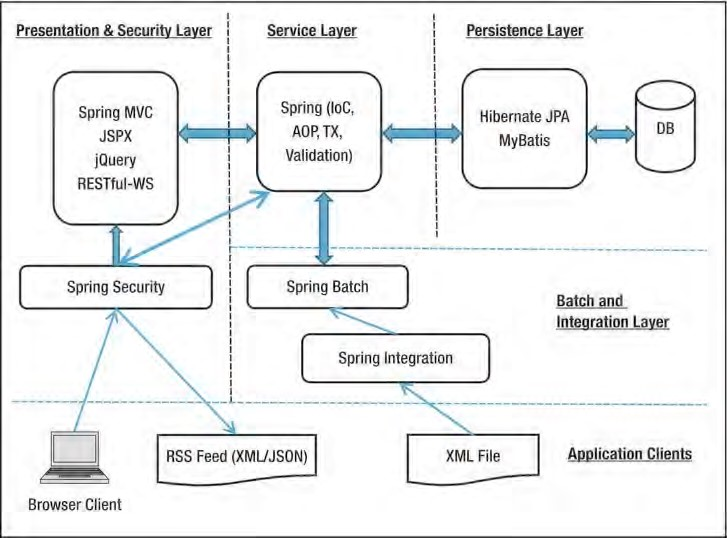 Presentation & Security Layer
Service Layer
Persistence Layer
Spring MVC
JSPX
jQuery
RESTful-WS
Spring (IoC,
AOP, TX,
Validation)
Hibernate JPA
MyBatis
DB
Spring Security
Spring Batch
Batch and
Integration Layer
Spring Integration
RSS Feed (XML/JSON)
XML File
Application Clients
Browser Client